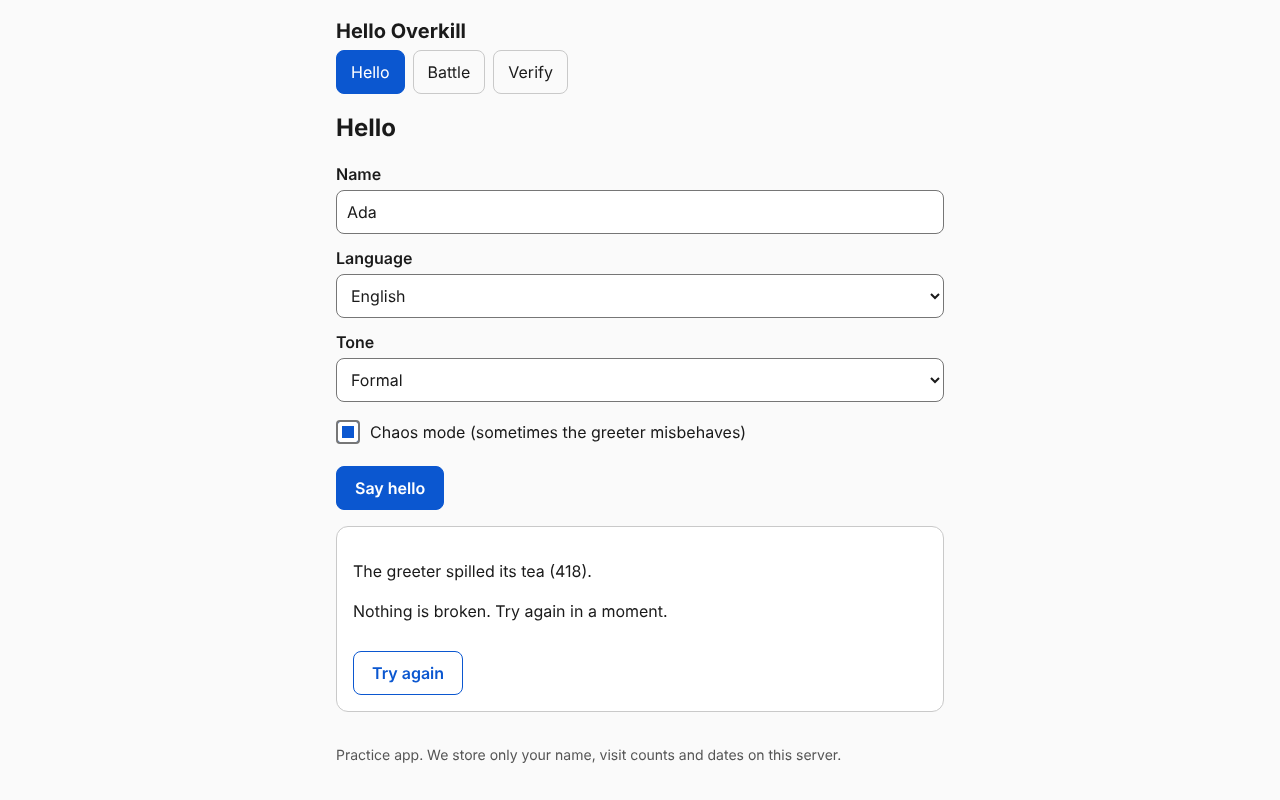 Hello Overkill
Hello
Battle
Verify
Hello
Name
Ada
Language
English
Tone
Formal
Chaos mode (sometimes the greeter misbehaves)
Say hello
The greeter spilled its tea (418).
Nothing is broken. Try again in a moment.
Try again
Practice app. We store only your name, visit counts and dates on this server.